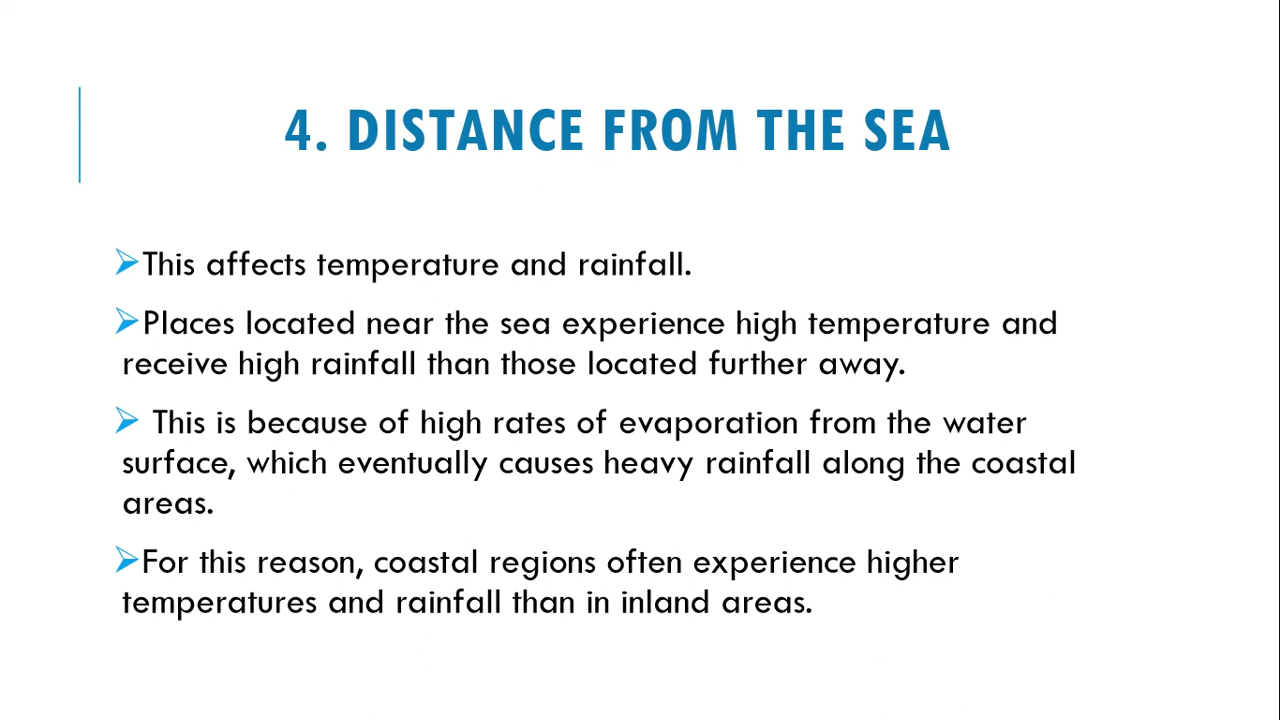 4. DISTANCE FROM THE SEA
➢This affects temperature and rainfall.
➢Places located near the sea experience high temperature and
receive high rainfall than those located further away.
➢ This is because of high rates of evaporation from the water
surface, which eventually causes heavy rainfall along the coastal
areas.
➢For this reason, coastal regions often experience higher
temperatures and rainfall than in inland areas.